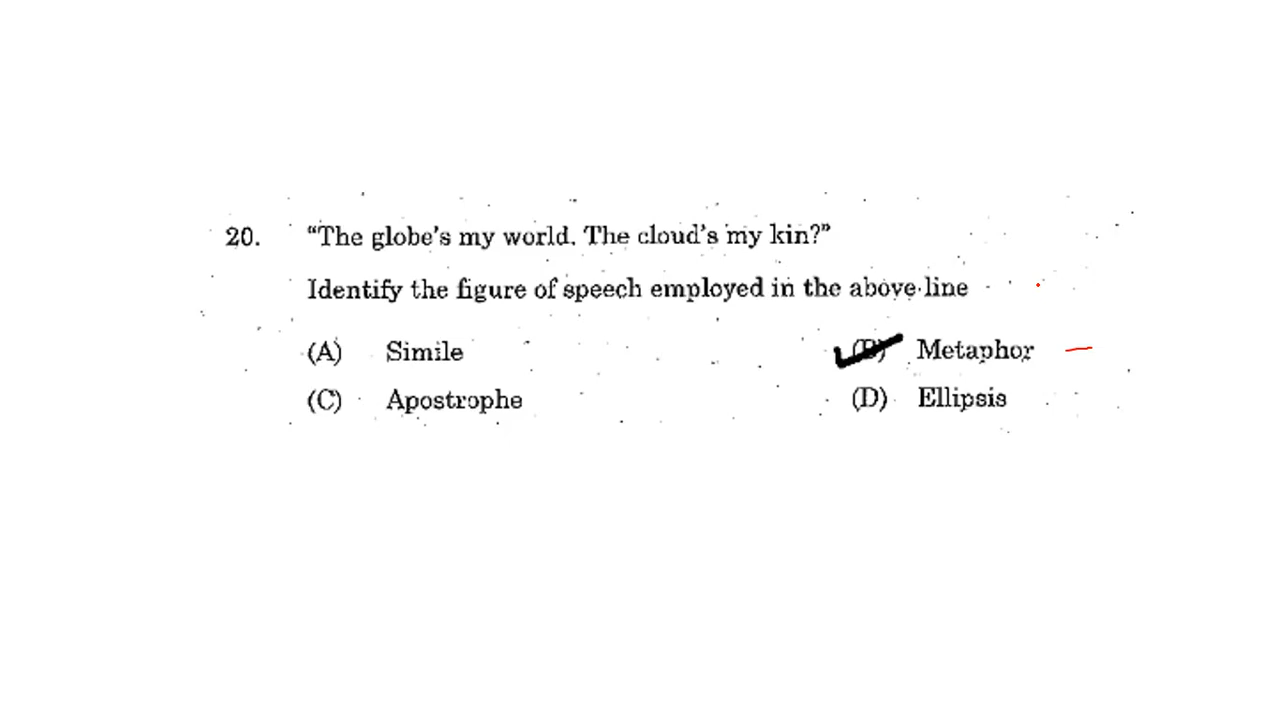 20. "The globe's my world. The cloud's my kin?"
Identify the figure of speech employed in the above line
(A) Simile (B) Metaphor
(C) Apostrophe (D) Ellipsis